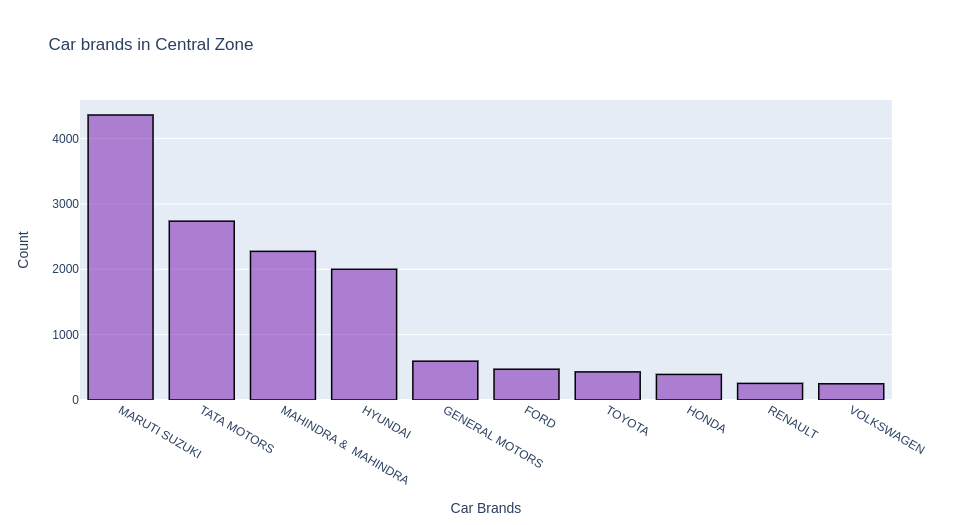 Car brands in Central Zone
Count
4000
3000
2000
1000
0
MARUTI SUZUKI
TATA MOTORS
MAHINDRA &  MAHINDRA
HYUNDAI
GENERAL MOTORS
FORD
TOYOTA
HONDA
RENAULT
VOLKSWAGEN
Car Brands